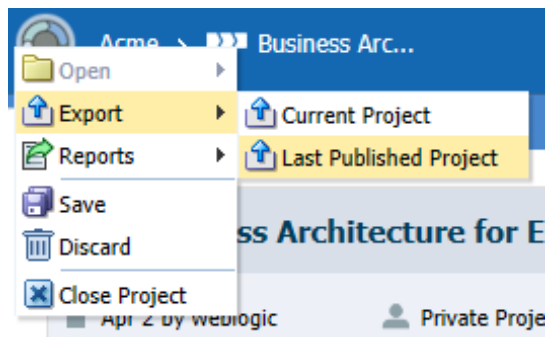 Acme > Business Arc...
Open
Export
Current Project
Reports
Last Published Project
Save
Discard
ss Architecture for E
Close Project
Apr 2 by weblogic
Private Proje